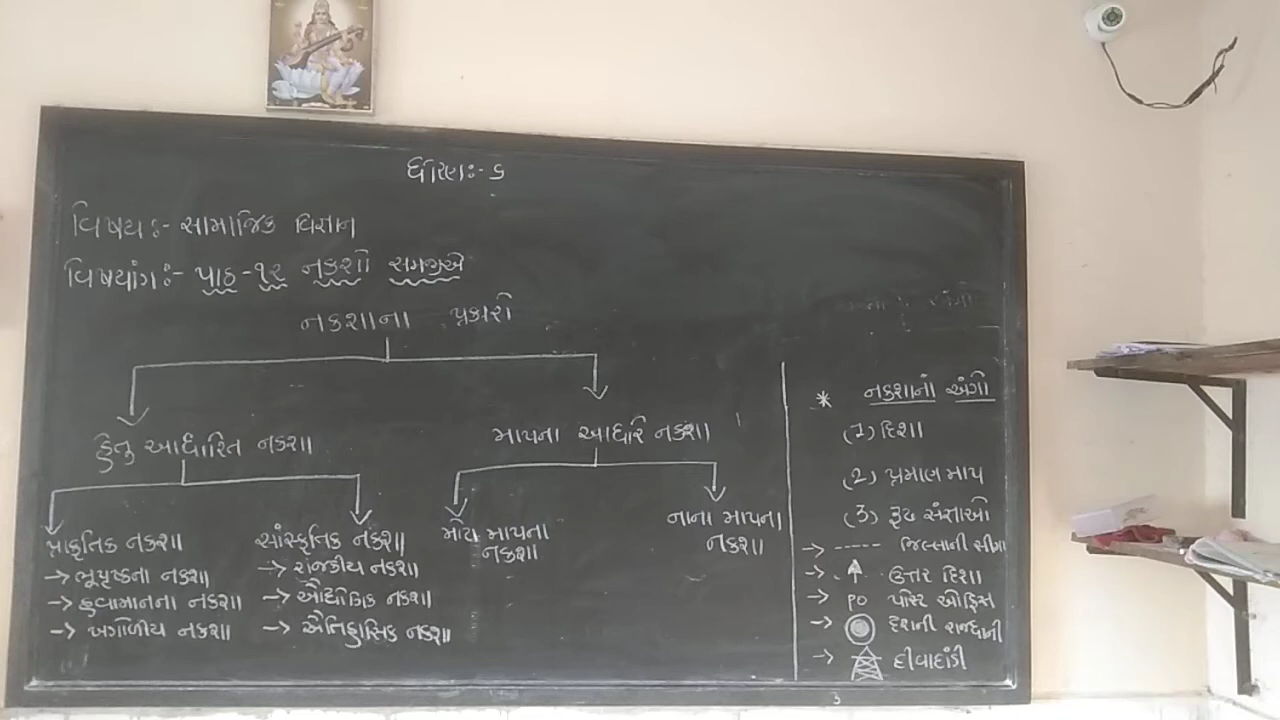 ધોરણ:- ૬
વિષય:- સામાજિક વિજ્ઞાન
વિષયાંગ:- પાઠ-૧૨ નકશો સમજીએ
નકશાના પ્રકારો
હેતુ આધારિત નકશા
પ્રાકૃતિક નકશા
→ ભૂપૃષ્ઠના નકશા
→ હવામાનના નકશા
→ ખગોળીય નકશા
સાંસ્કૃતિક નકશા
→ રાજકીય નકશા
→ ઔદ્યોગિક નકશા
→ ઐતિહાસિક નકશા
માપના આધારે નકશા
મોટા માપના
નકશા
નાના માપના
નકશા
* નકશાનાં અંગો
(1) દિશા
(2) પ્રમાણ માપ
(3) રૂઢ સંજ્ઞાઓ
→ ----- જિલ્લાની સીમા
→ ↑ ઉત્તર દિશા
→ PO પોસ્ટ ઓફિસ
→ દેશની રાજધાની
→ દીવાદાંડી